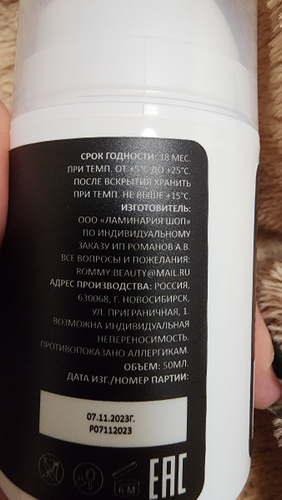 СРОК ГОДНОСТИ: 18 МЕС.
ПРИ ТЕМП. ОТ +5°С ДО +25°С.
ПОСЛЕ ВСКРЫТИЯ ХРАНИТЬ
ПРИ ТЕМП. НЕ ВЫШЕ +15°С.
ИЗГОТОВИТЕЛЬ:
ООО «ЛАМИНАРИЯ ШОП»
ПО ИНДИВИДУАЛЬНОМУ
ЗАКАЗУ ИП РОМАНОВ А.В.
ВСЕ ВОПРОСЫ И ПОЖЕЛАНИЯ:
ROMMY.BEAUTY@MAIL.RU
АДРЕС ПРОИЗВОДСТВА: РОССИЯ,
630068, Г. НОВОСИБИРСК,
УЛ. ПРИГРАНИЧНАЯ, 1.
ВОЗМОЖНА ИНДИВИДУАЛЬНАЯ
НЕПЕРЕНОСИМОСТЬ.
ПРОТИВОПОКАЗАНО АЛЛЕРГИКАМ.
ОБЪЕМ: 50МЛ.
ДАТА ИЗГ./НОМЕР ПАРТИИ:
07.11.2023Г.
P07112023
6 M
EAC